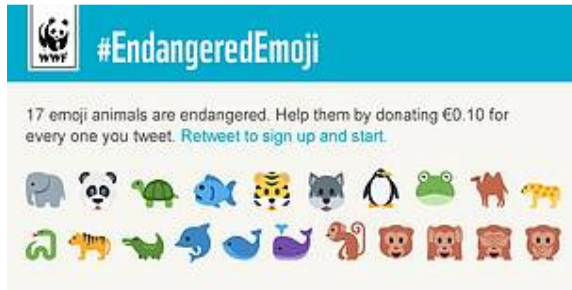 WWF
#EndangeredEmoji
17 emoji animals are endangered. Help them by donating €0.10 for
every one you tweet. Retweet to sign up and start.